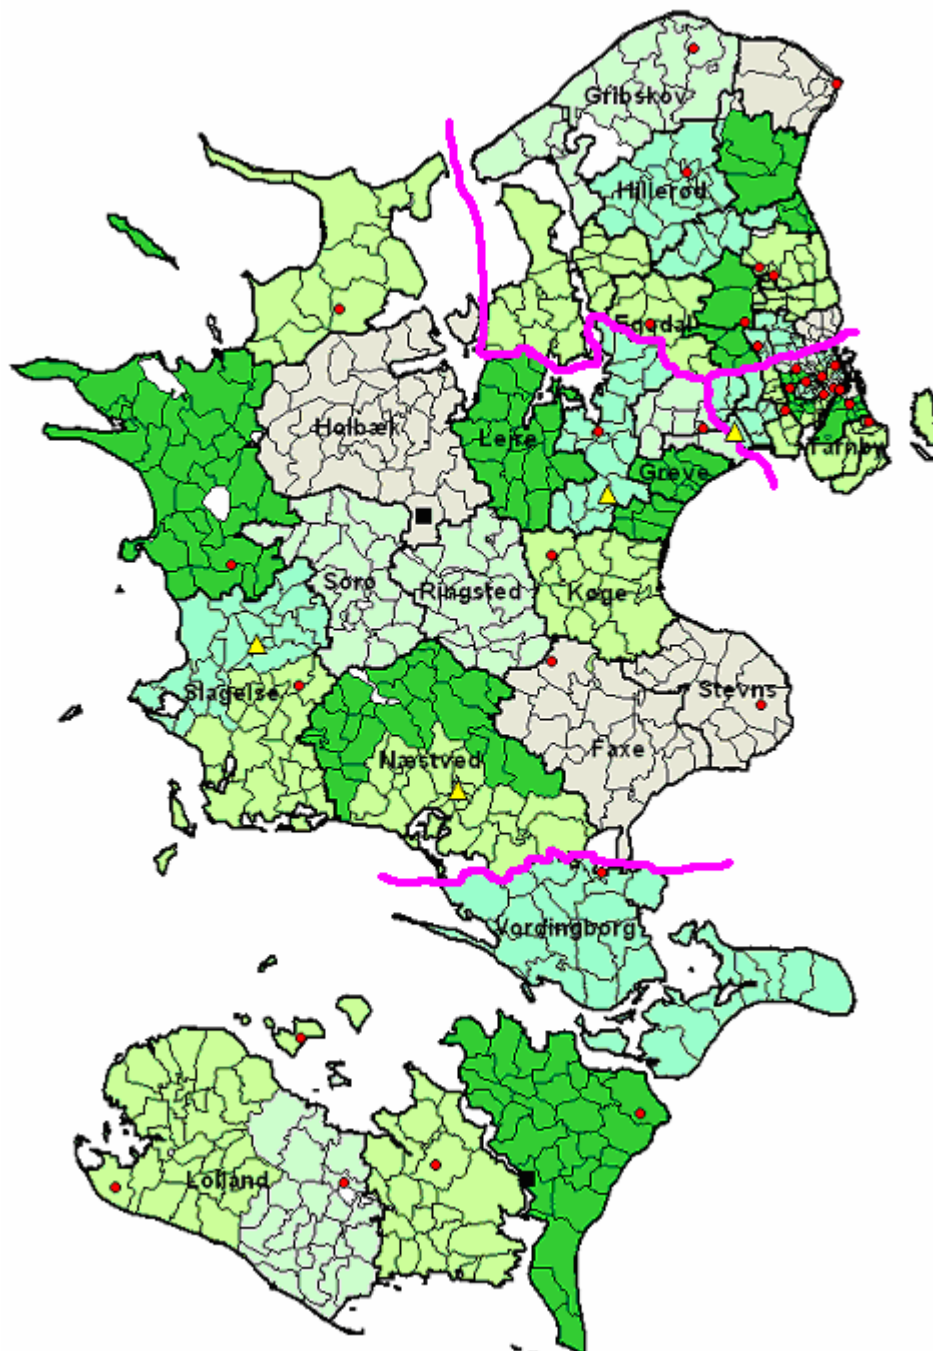 Gribskov
Hillerød
Egedal
Holbæk
Lejre
Tårnby
Greve
Sorø
Ringsted
Køge
Slagelse
Stevns
Faxe
Næstved
Vordingborg
Lolland